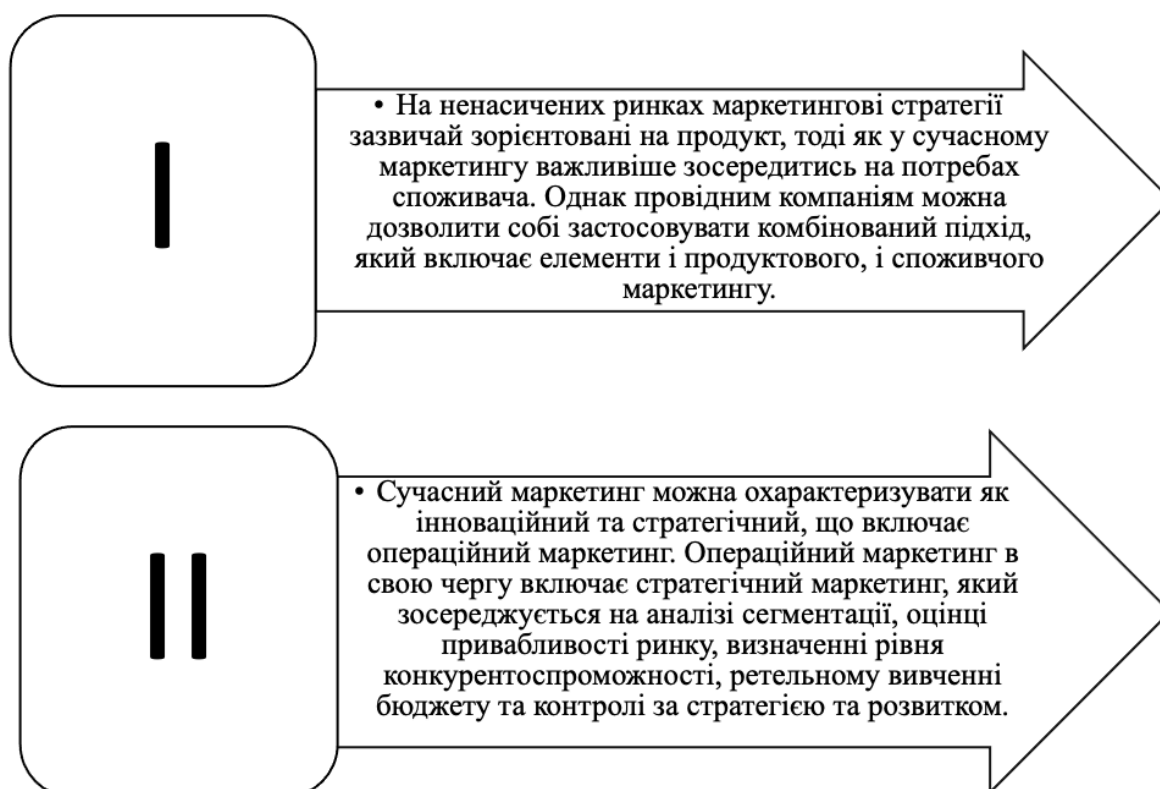 I
• На ненасичених ринках маркетингові стратегії
зазвичай зорієнтовані на продукт, тоді як у сучасному
маркетингу важливіше зосередитись на потребах
споживача. Однак провідним компаніям можна
дозволити собі застосовувати комбінований підхід,
який включає елементи і продуктового, і споживчого
маркетингу.
II
• Сучасний маркетинг можна охарактеризувати як
інноваційний та стратегічний, що включає
операційний маркетинг. Операційний маркетинг в
свою чергу включає стратегічний маркетинг, який
зосереджується на аналізі сегментації, оцінці
привабливості ринку, визначенні рівня
конкурентоспроможності, ретельному вивченні
бюджету та контролі за стратегією та розвитком.